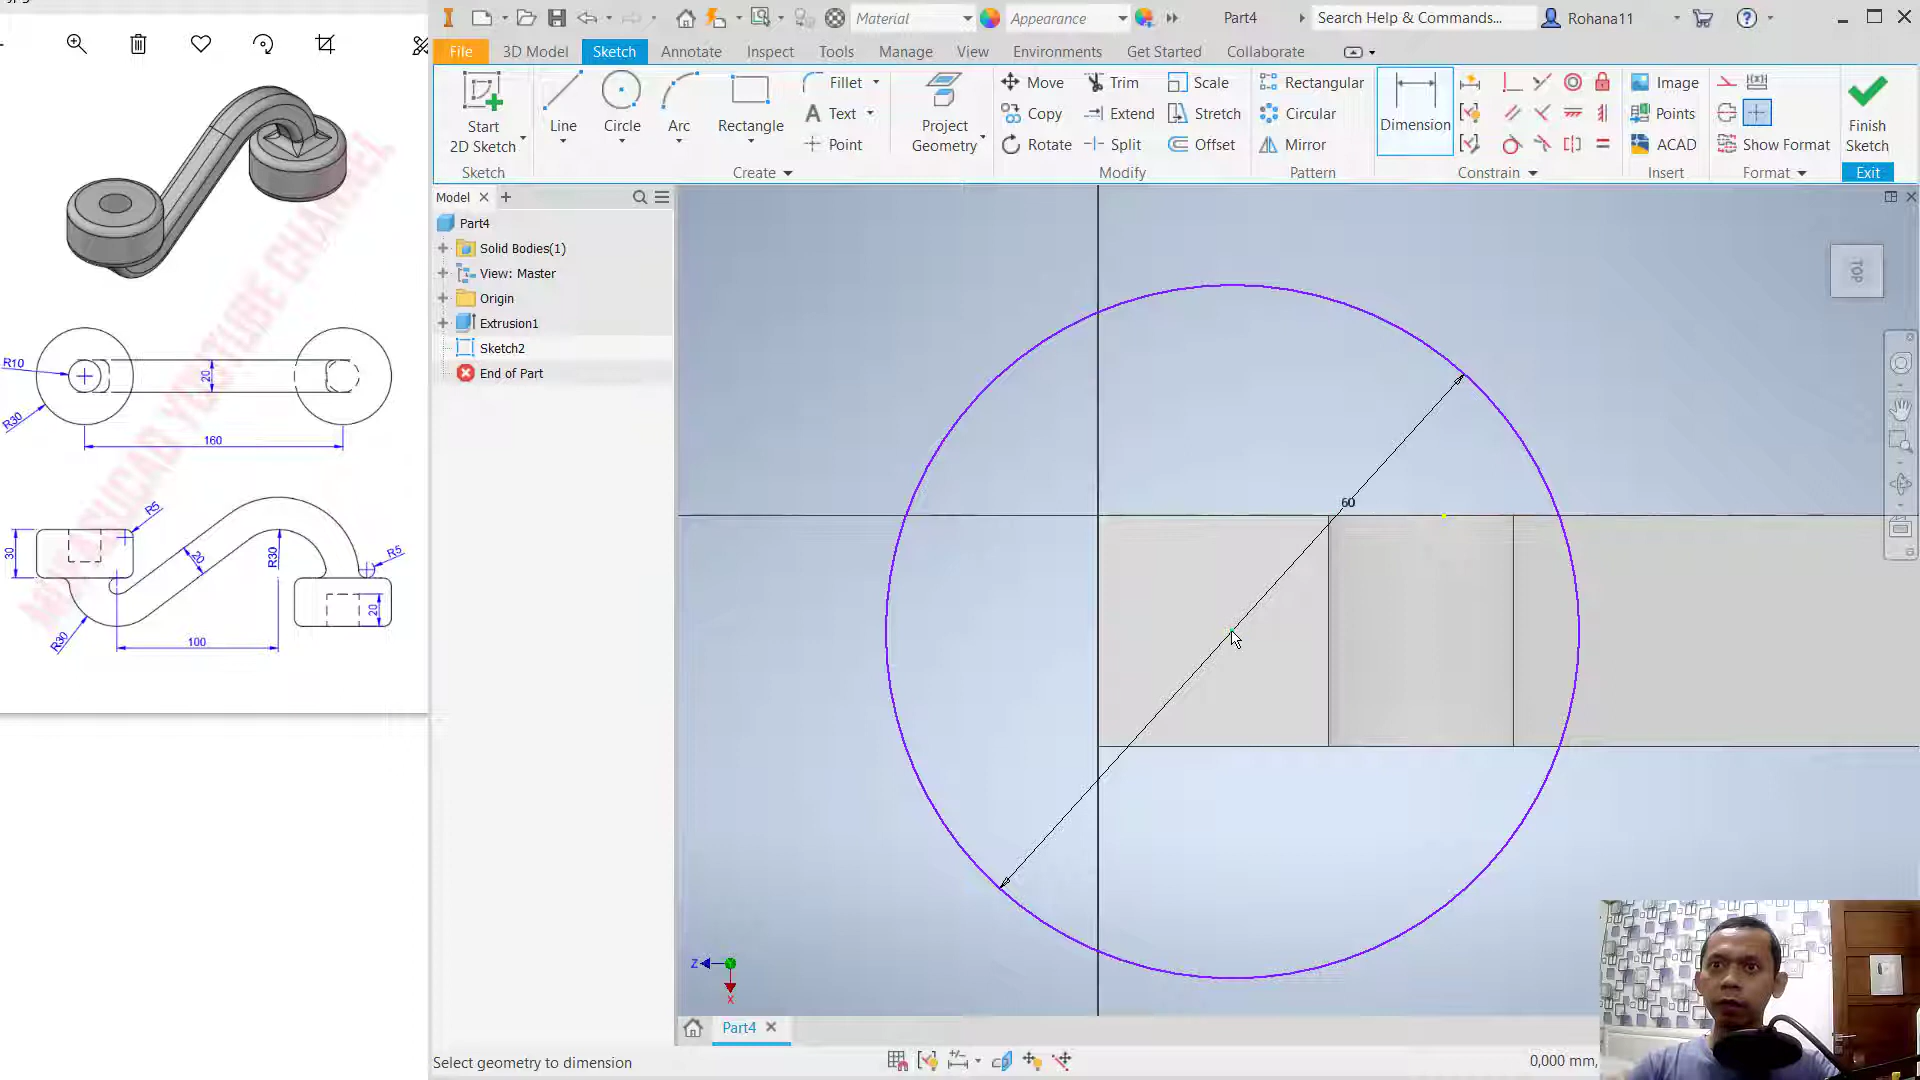 Material
Appearance
Part4
Search Help & Commands...
Rohana11
File
3D Model
Sketch
Annotate
Inspect
Tools
Manage
View
Environments
Get Started
Collaborate
Start
2D Sketch
Line
Circle
Arc
Rectangle
Fillet
Text
Point
Project
Geometry
Move
Copy
Rotate
Trim
Extend
Split
Scale
Stretch
Offset
Rectangular
Circular
Mirror
Dimension
Image
Points
ACAD
Show Format
Finish
Sketch
Sketch
Create
Modify
Pattern
Constrain
Insert
Format
Exit
Model
Part4
Solid Bodies(1)
View: Master
Origin
Extrusion1
Sketch2
End of Part
TOP
60
R10
20
R30
160
R5
30
20
R30
R5
20
R30
100
Z
X
Part4
Select geometry to dimension
0,000 mm,